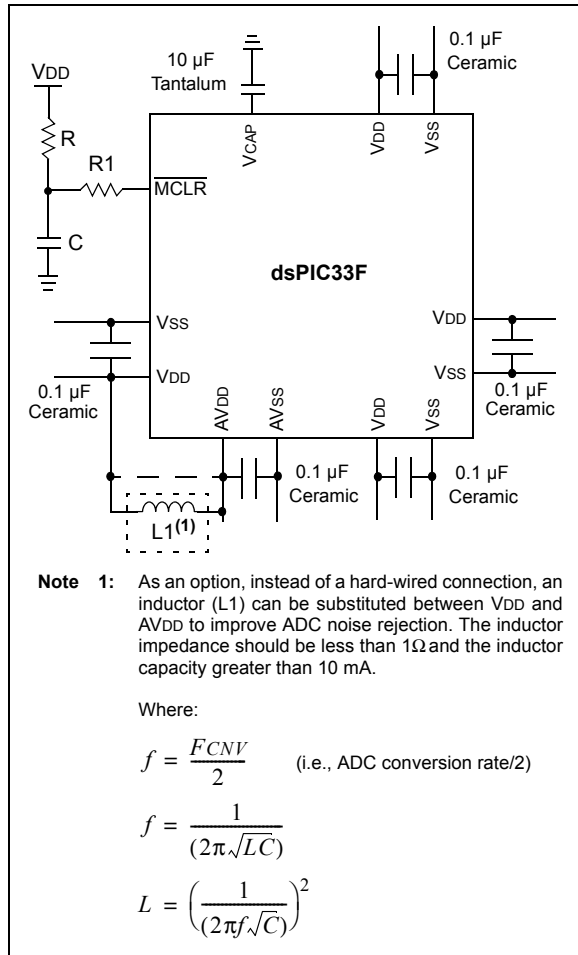 VDD
R
R1
C
10 µF
Tantalum
0.1 µF
Ceramic
VCAP
VDD
VSS
MCLR
dsPIC33F
VSS
VDD
0.1 µF
Ceramic
VDD
VSS
0.1 µF
Ceramic
AVDD
AVSS
VDD
VSS
0.1 µF
Ceramic
0.1 µF
Ceramic
L1(1)
Note 1: As an option, instead of a hard-wired connection, an
inductor (L1) can be substituted between VDD and
AVDD to improve ADC noise rejection. The inductor
impedance should be less than 1Ω and the inductor
capacity greater than 10 mA.
Where:
f = FCNV / 2 (i.e., ADC conversion rate/2)
f = 1 / (2π√LC)
L = (1 / (2πf√C))²